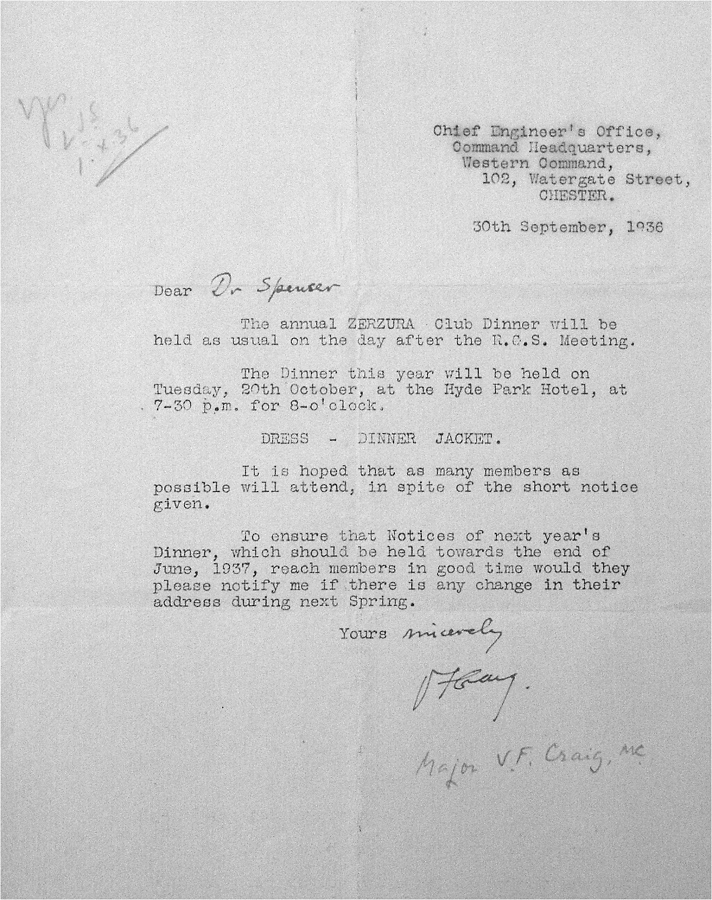 Yes
L.J.S.
1.X.36
Chief Engineer's Office,
Command Headquarters,
Western Command,
102, Watergate Street,
CHESTER.
30th September, 1936
Dear Dr Spencer
The annual ZERZURA Club Dinner will be
held as usual on the day after the R.G.S. Meeting.
The Dinner this year will be held on
Tuesday, 20th October, at the Hyde Park Hotel, at
7-30 p.m. for 8-o'clock.
DRESS - DINNER JACKET.
It is hoped that as many members as
possible will attend, in spite of the short notice
given.
To ensure that Notices of next year's
Dinner, which should be held towards the end of
June, 1937, reach members in good time would they
please notify me if there is any change in their
address during next Spring.
Yours sincerely
VFCraig.
Major V.F. Craig, MC